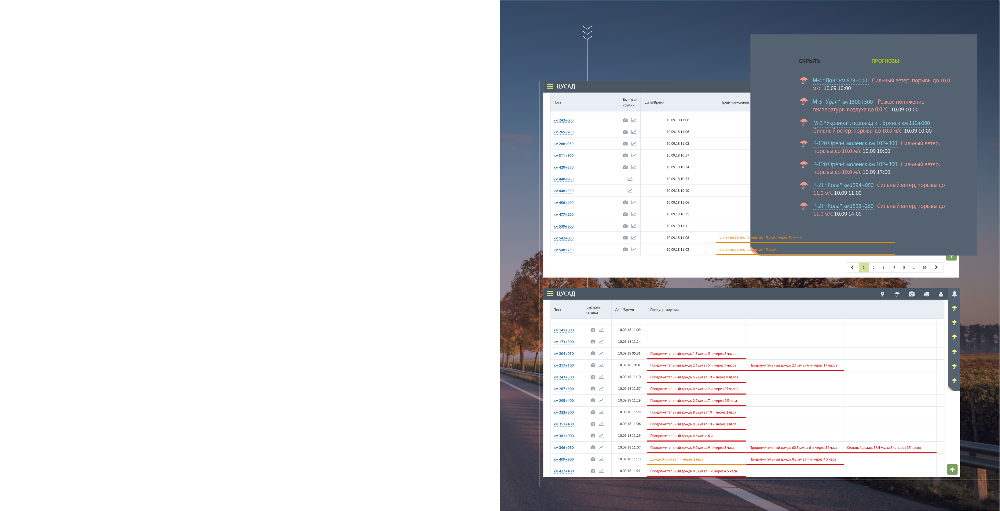 СКРЫТЬ ПРОГНОЗЫ
М-4 “Дон” км 673+000 Сильный ветер, порывы до 10.0
м/с 10.09 10:00
М-5 “Урал” км 1500+500 Резкое понижение
температуры воздуха до 0.0 °C 10.09 10:00
М-3 “Украина”, подъезд к г. Брянск км 113+000
Сильный ветер, порывы до 10.0 м/с 10.09 10:00
Р-120 Орел-Смоленск км 102+300 Сильный ветер,
порывы до 10.0 м/с 10.09 10:00
Р-120 Орел-Смоленск км 102+300 Сильный ветер,
порывы до 10.0 м/с 10.09 17:00
Р-21 “Кола” км1394+050 Сильный ветер, порывы до
11.0 м/с 10.09 11:00
Р-21 “Кола” км1538+260 Сильный ветер, порывы до
11.0 м/с 10.09 14:00
ЦУСАД
Пост Быстрые ссылки Дата/Время Предупреждения
км 242+000 10.09.18 11:06
км 265+200 10.09.18 11:06
км 288+030 10.09.18 11:03
км 311+800 10.09.18 10:57
км 420+550 10.09.18 10:34
км 440+900 10.09.18 10:33
км 448+530 10.09.18 10:40
км 458+400 10.09.18 11:06
км 477+200 10.09.18 10:35
км 530+300 10.09.18 11:11
км 542+600 10.09.18 11:08 Сильный ветер, порывы до 10.0 м/с, через 40 минут
км 548+750 10.09.18 11:02 Сильный ветер, порывы до 10.0 м/с
1 2 3 4 5 ... 66
ЦУСАД
Пост Быстрые ссылки Дата/Время Предупреждения
км 141+800 10.09.18 11:09
км 173+300 10.09.18 11:14
км 204+050 10.09.18 05:31 Продолжительный дождь 1.5 мм за 5 ч, через 8 часов
км 217+100 10.09.18 10:01 Продолжительный дождь 2.1 мм за 5 ч, через 9 часов Продолжительный дождь 2.1 мм за 6 ч, через 17 часов
км 243+500 10.09.18 11:10 Продолжительный дождь 6.2 мм за 10 ч, через 8 часов
км 267+600 10.09.18 11:57 Продолжительный дождь 0.6 мм за 2 ч, через 25 часов
км 295+400 10.09.18 11:29 Продолжительный дождь 2.9 мм за 7 ч, через 4.5 часа
км 322+800 10.09.18 11:29 Продолжительный дождь 9.8 мм за 10 ч, через 2 часа
км 351+400 10.09.18 11:06 Продолжительный дождь 9.8 мм за 10 ч, через 2 часа
км 381+000 10.09.18 11:29 Продолжительный дождь 4.6 мм за 6 ч
км 396+050 10.09.18 11:07 Продолжительный дождь 9.0 мм за 9 ч, через 3 часа Продолжительный дождь 62.5 мм за 6 ч, через 34 часа Сильный дождь 58.4 мм за 5 ч, через 35 часов
км 409+900 10.09.18 11:23 Дождь 0.9 мм за 1 ч, через 2 часа Продолжительный дождь 0.3 мм за 1 ч, через 4.5 часа
км 427+400 10.09.18 11:21 Продолжительный дождь 0.3 мм за 1 ч, через 4.5 часа